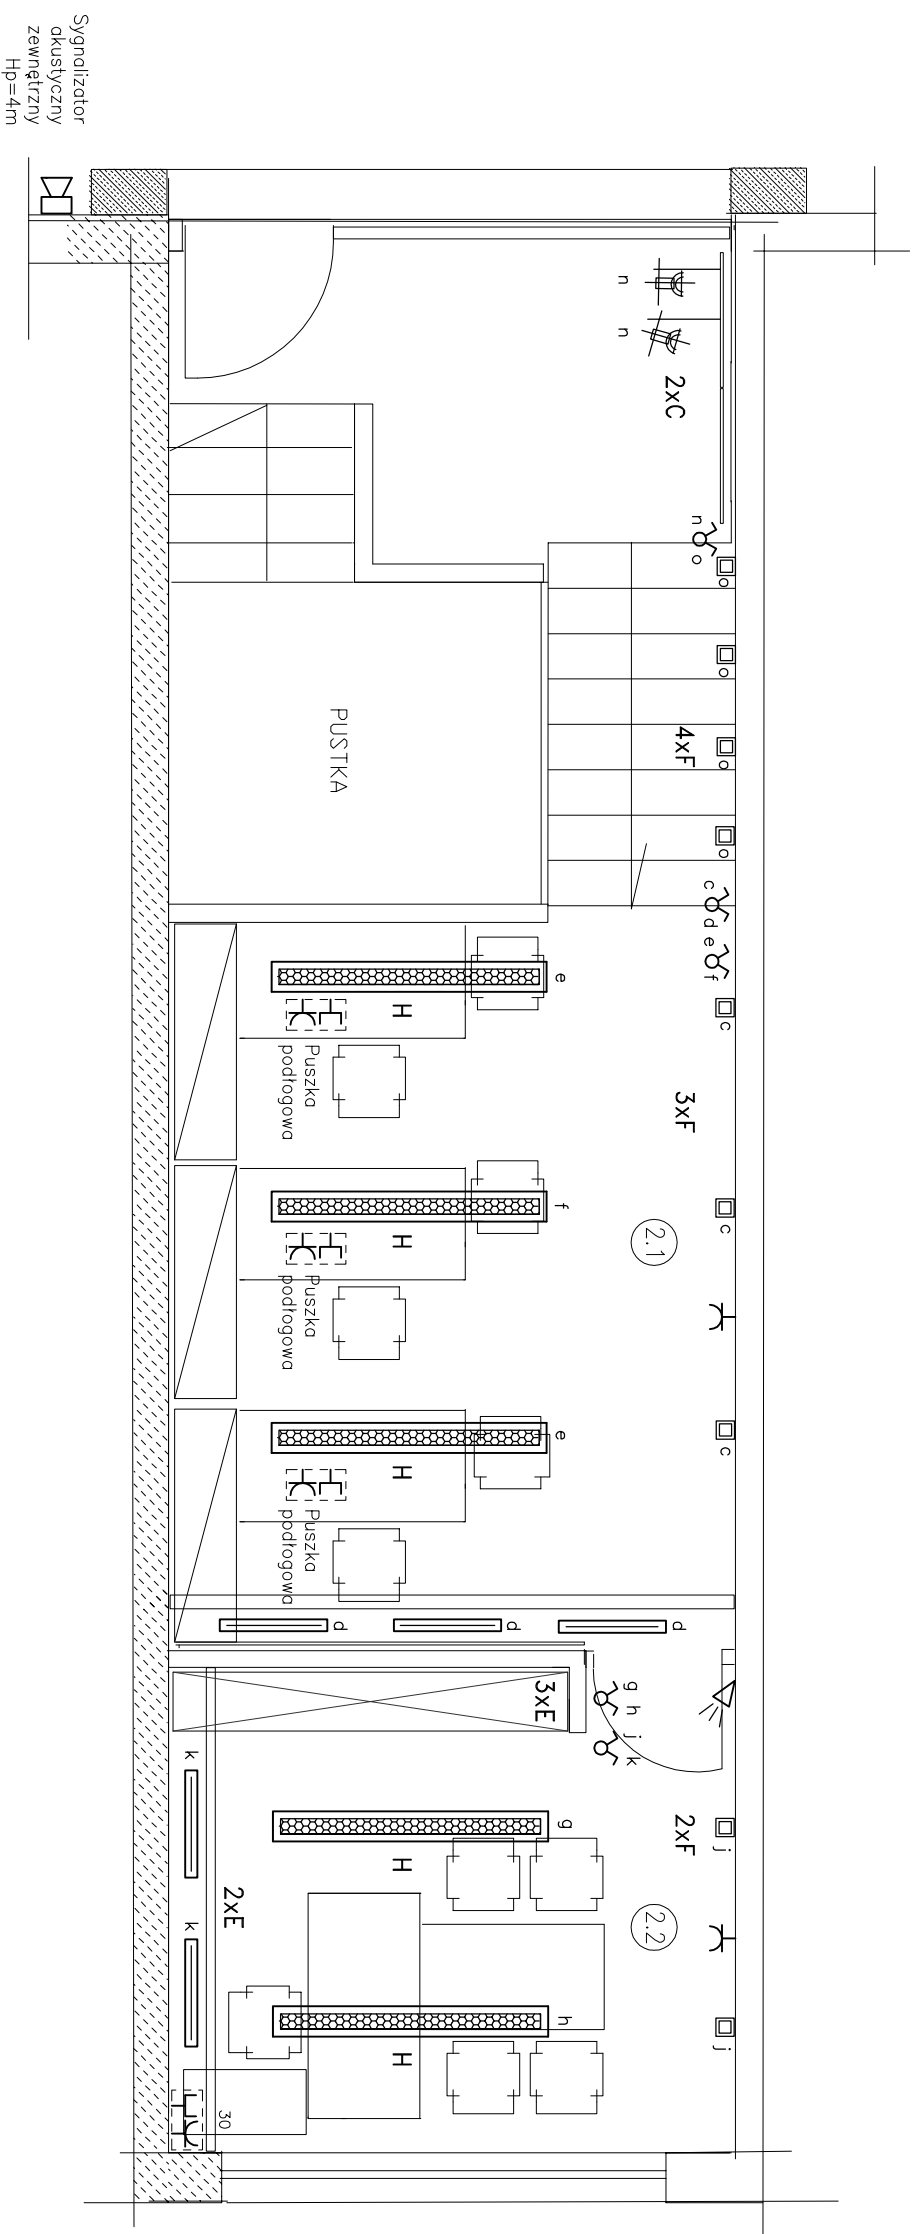 Sygnalizator
akustyczny
zewnętrzny
Hp=4m
n
n
2xC
n
o
o
o
4xF
o
PUSTKA
o
c
d
e
f
c
e
H
Puszka
podłogowa
3xF
f
H
Puszka
podłogowa
2.1
c
e
H
Puszka
podłogowa
c
d
d
d
3xE
g
h
j
k
k
g
H
2xF
j
2xE
2.2
k
h
H
j
30